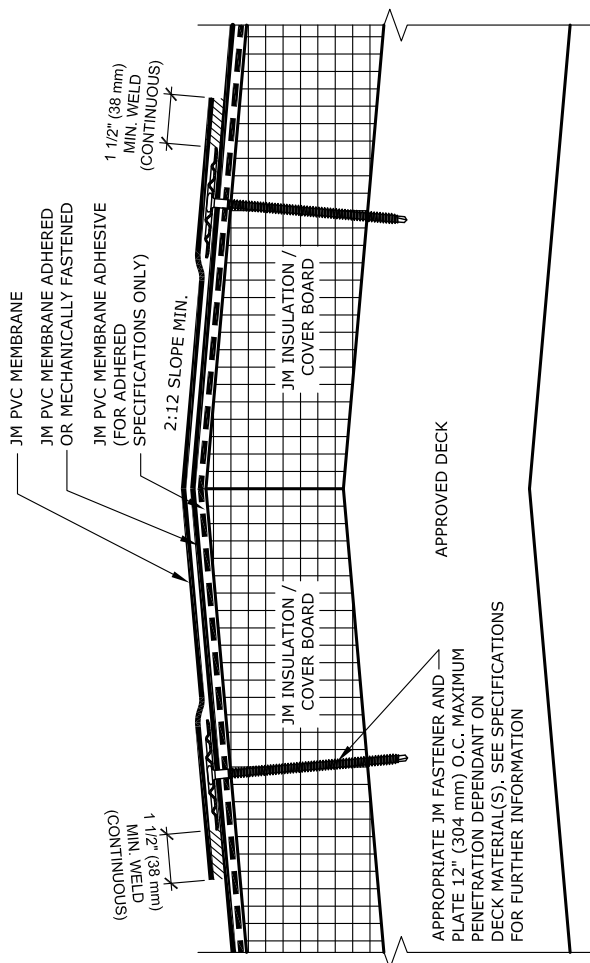 JM PVC MEMBRANE
JM PVC MEMBRANE ADHERED
OR MECHANICALLY FASTENED
JM PVC MEMBRANE ADHESIVE
(FOR ADHERED
SPECIFICATIONS ONLY)
2:12 SLOPE MIN.
1 1/2" (38 mm)
MIN. WELD
(CONTINUOUS)
1 1/2" (38 mm)
MIN. WELD
(CONTINUOUS)
JM INSULATION /
COVER BOARD
JM INSULATION /
COVER BOARD
APPROVED DECK
APPROPRIATE JM FASTENER AND
PLATE 12" (304 mm) O.C. MAXIMUM
PENETRATION DEPENDANT ON
DECK MATERIAL(S), SEE SPECIFICATIONS
FOR FURTHER INFORMATION